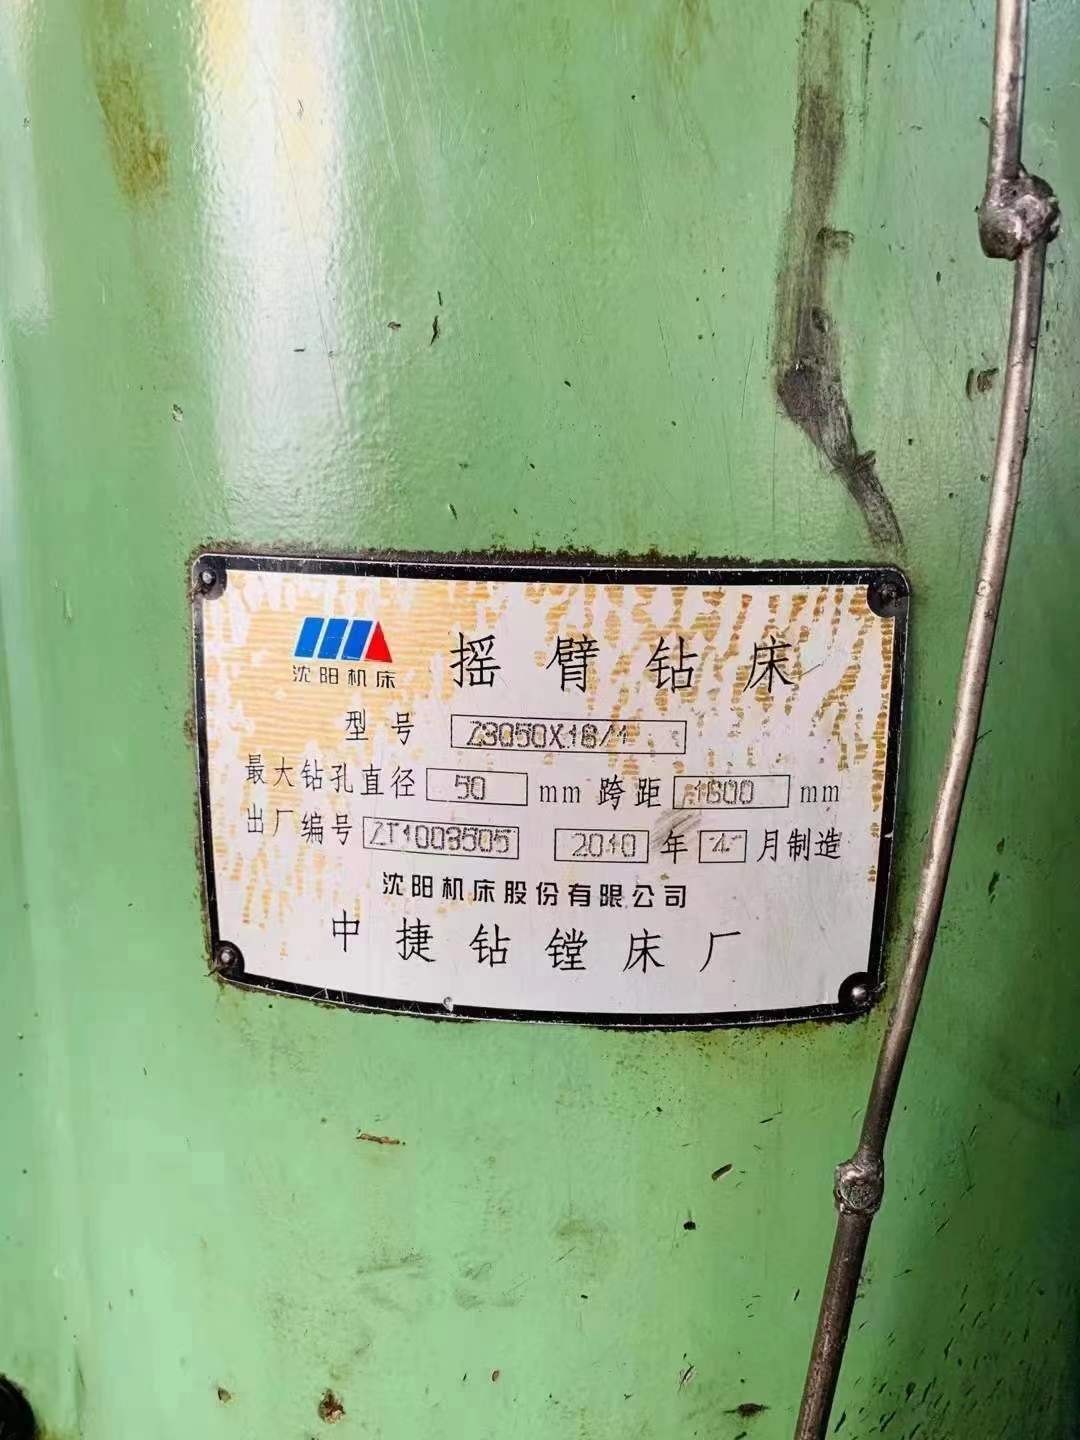 沈阳机床
摇臂钻床
型号 Z3050X16/1
最大钻孔直径 50 mm 跨距 1600 mm
出厂编号 ZT1003505 2010 年 4 月制造
沈阳机床股份有限公司
中捷钻镗床厂